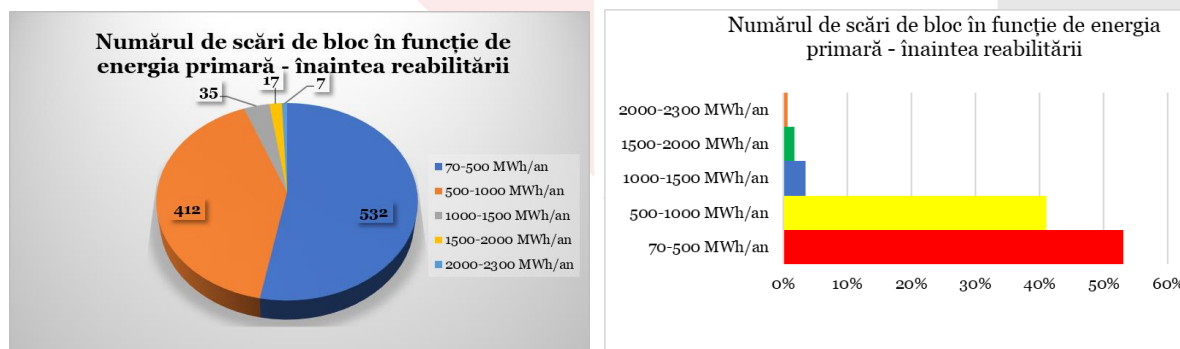 Numărul de scări de bloc în funcție de
energia primară - înaintea reabilitării
35
17
7
412
532
70-500 MWh/an
500-1000 MWh/an
1000-1500 MWh/an
1500-2000 MWh/an
2000-2300 MWh/an
Numărul de scări de bloc în funcție de energia
primară - înaintea reabilitării
2000-2300 MWh/an
1500-2000 MWh/an
1000-1500 MWh/an
500-1000 MWh/an
70-500 MWh/an
0% 10% 20% 30% 40% 50% 60%